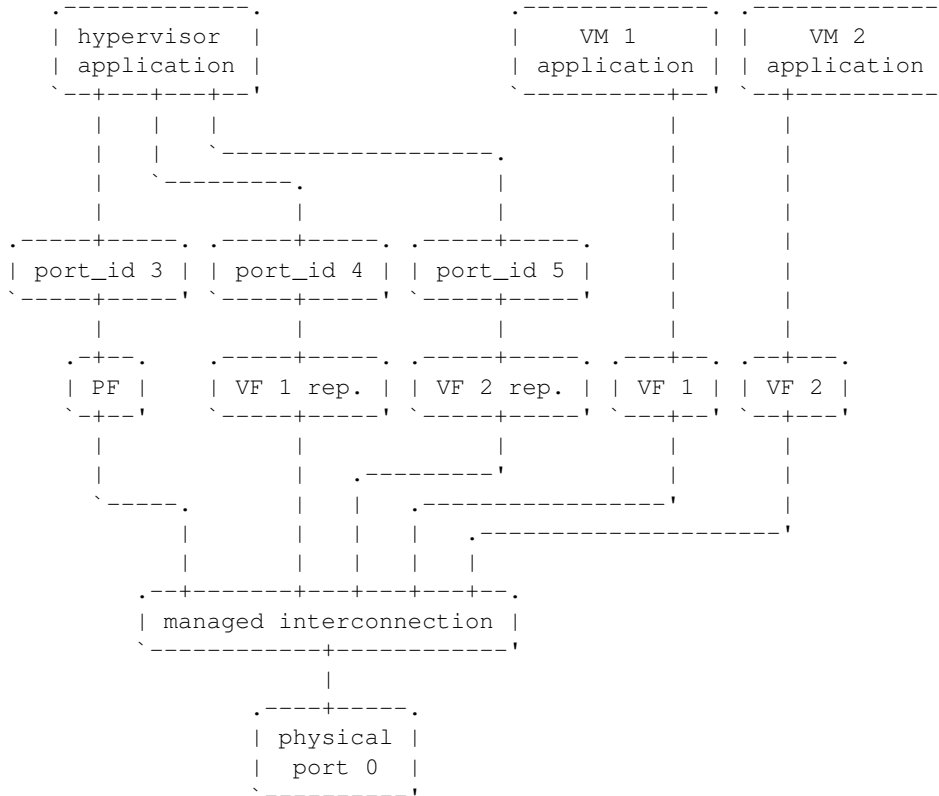 hypervisor VM 1 VM 2
application application application
port_id 3 port_id 4 port_id 5
PF VF 1 rep. VF 2 rep. VF 1 VF 2
managed interconnection
physical
port 0